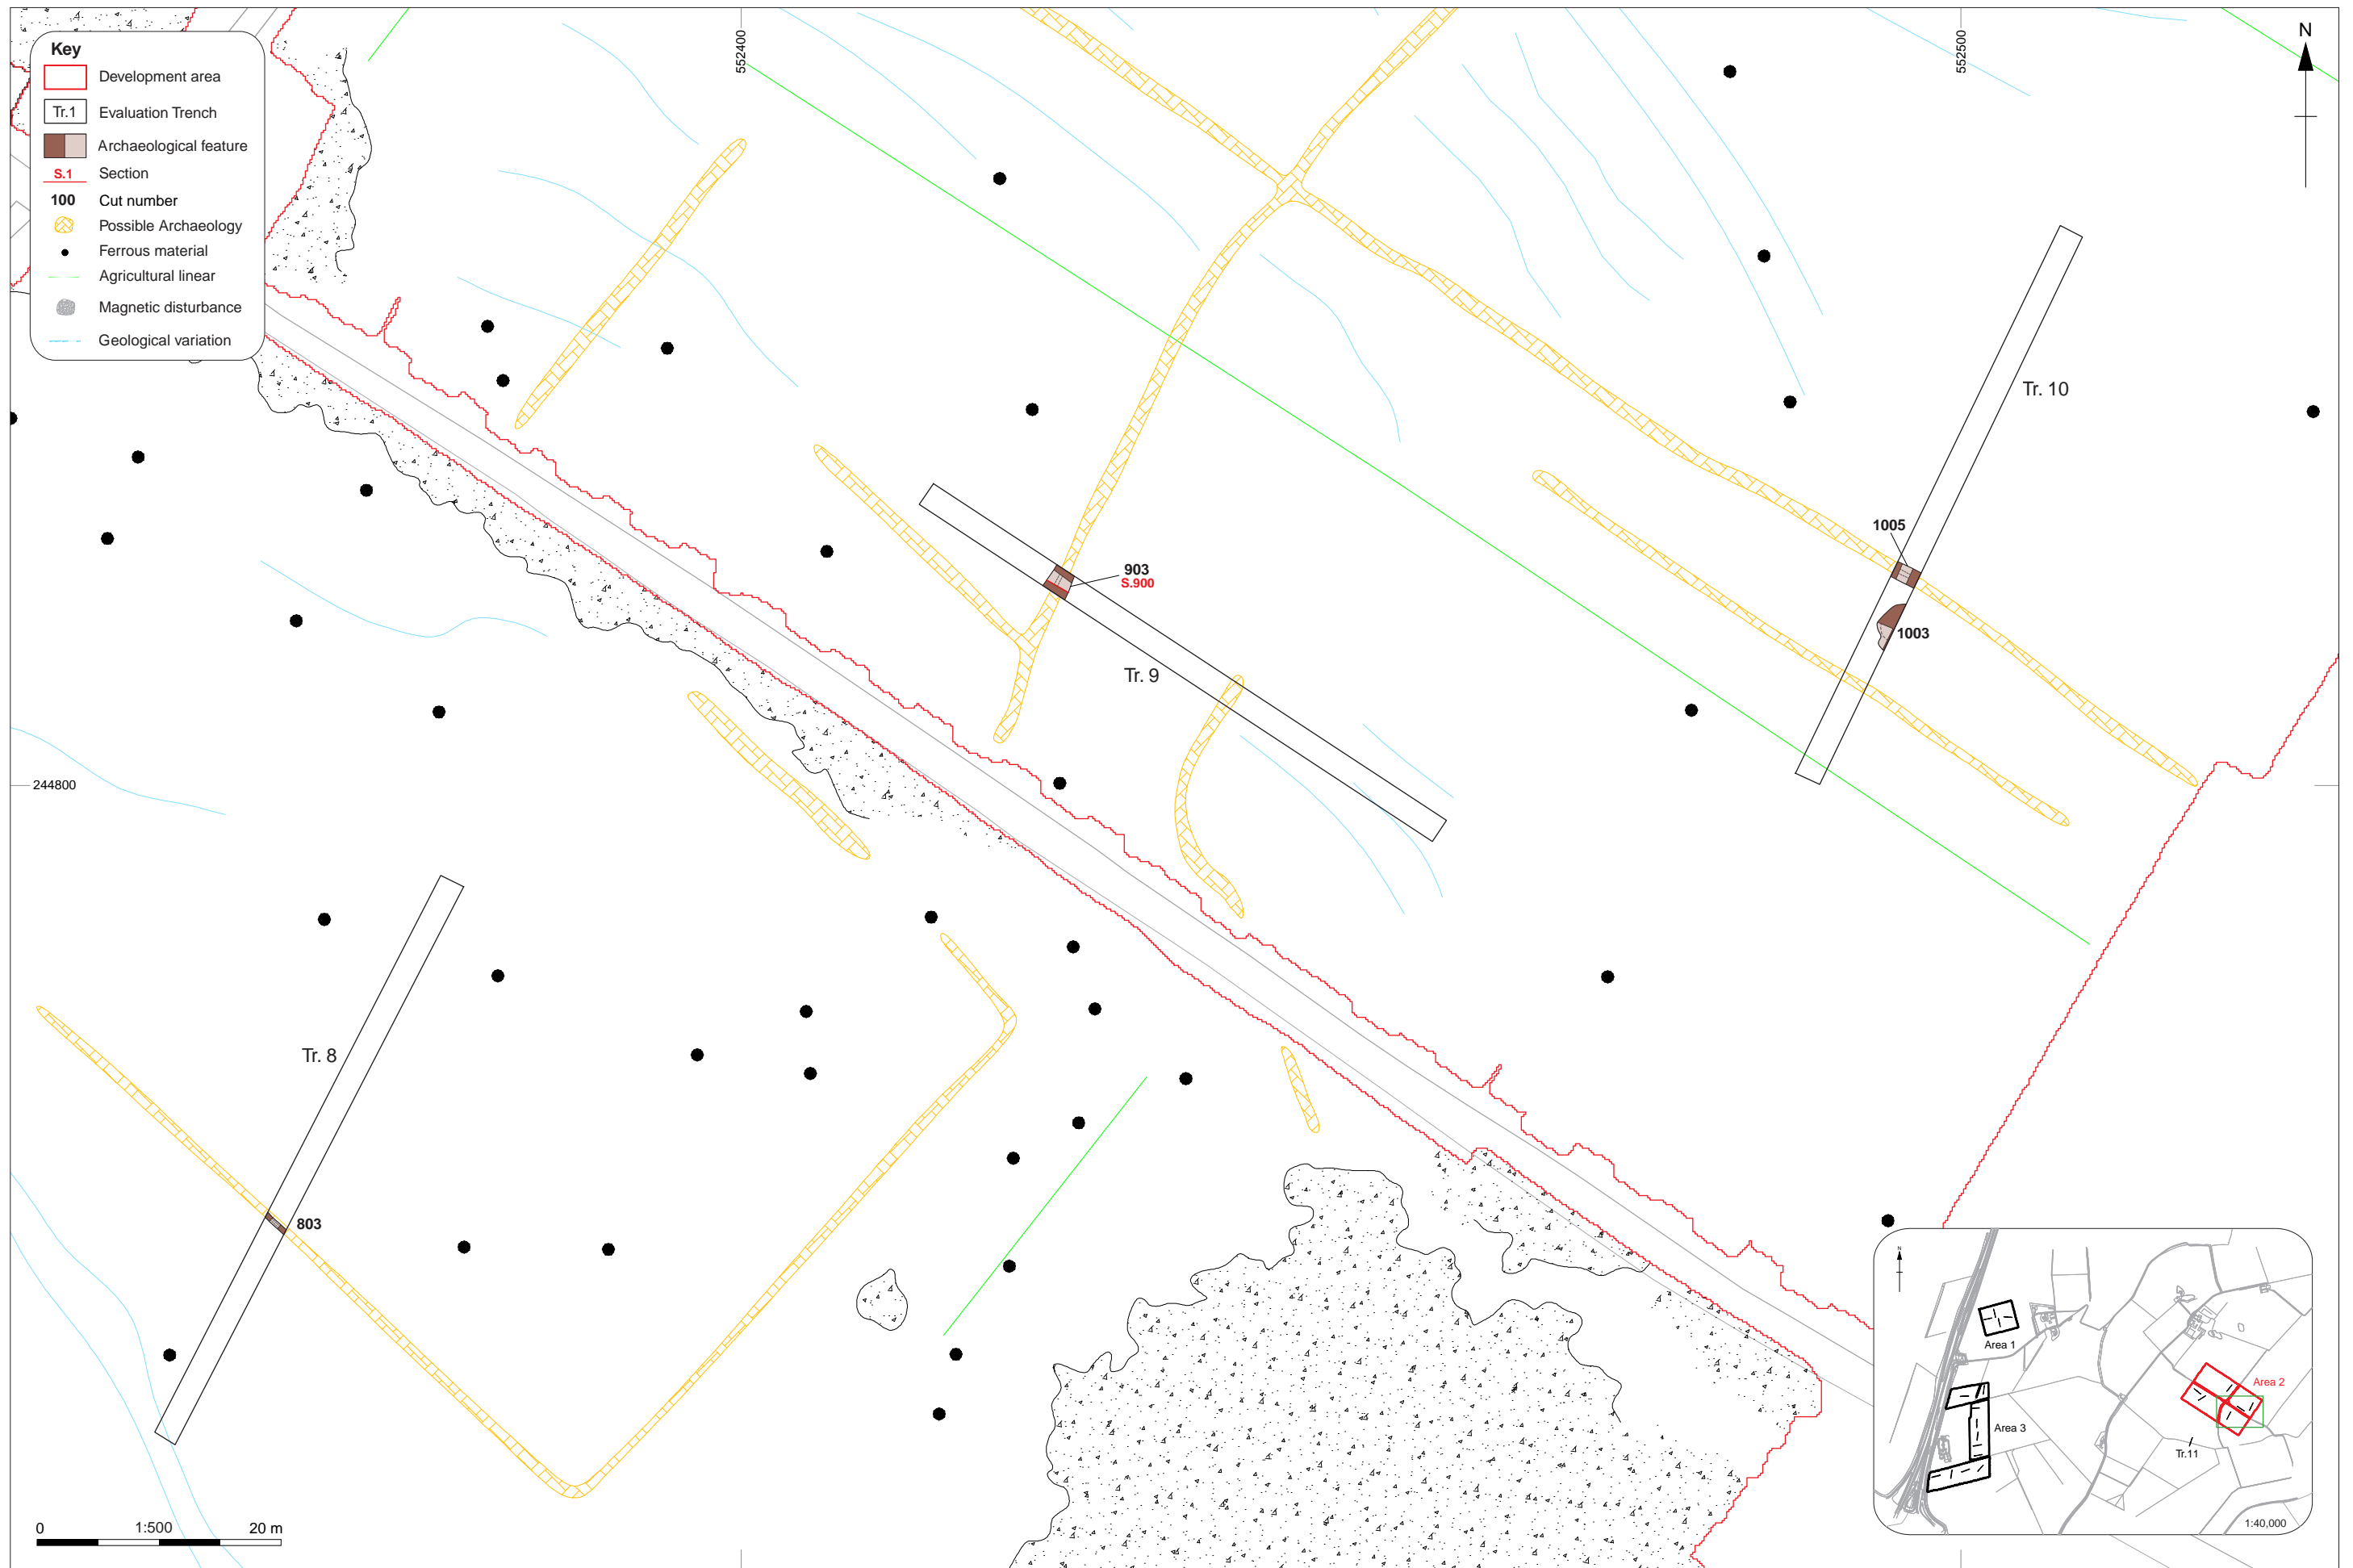 Key
Development area
Tr.1 Evaluation Trench
Archaeological feature
S.1 Section
100 Cut number
Possible Archaeology
Ferrous material
Agricultural linear
Magnetic disturbance
Geological variation
552400
552500
N
Tr. 10
1005
903
S.900
1003
Tr. 9
244800
Tr. 8
803
N
Area 1
Area 2
Area 3
Tr.11
1:40,000
0 1:500 20 m